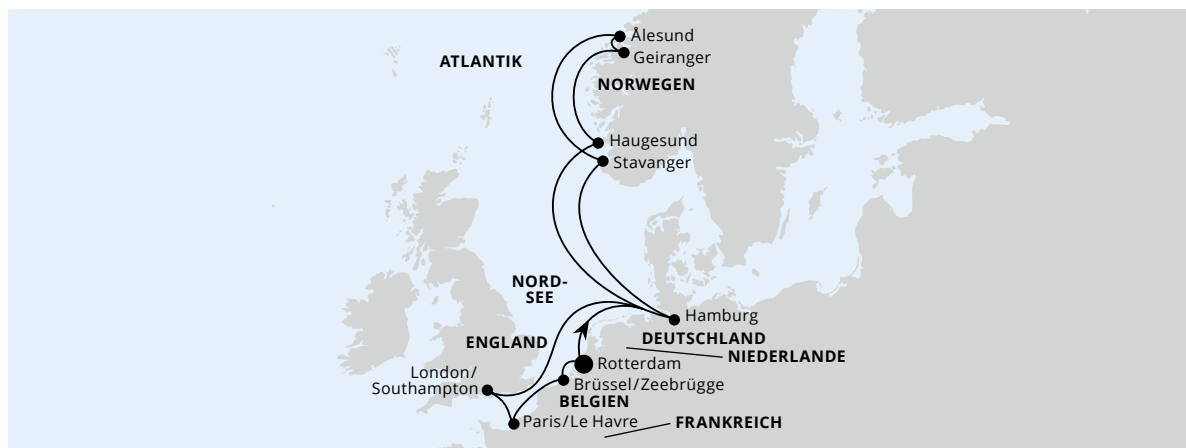 Ålesund
Geiranger
ATLANTIK
NORWEGEN
Haugesund
Stavanger
NORD-
SEE
Hamburg
ENGLAND
DEUTSCHLAND
NIEDERLANDE
Rotterdam
London/
Southampton
Brüssel/Zeebrügge
BELGIEN
Paris/Le Havre
FRANKREICH